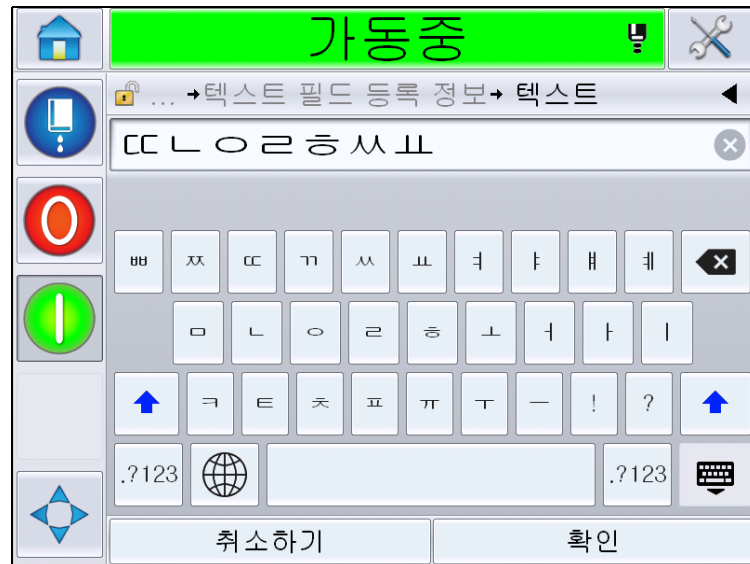 가동중
... →텍스트 필드 등록 정보→ 텍스트
ㄸㄴㅇㄹㅎㅆㅛ
ㅃ ㅉ ㄸ ㄲ ㅆ ㅛ ㅕ ㅑ ㅒ ㅖ
ㅁ ㄴ ㅇ ㄹ ㅎ ㅗ ㅓ ㅏ ㅣ
ㅋ ㅌ ㅊ ㅍ ㅠ ㅜ ㅡ ! ?
.?123 .?123
취소하기 확인